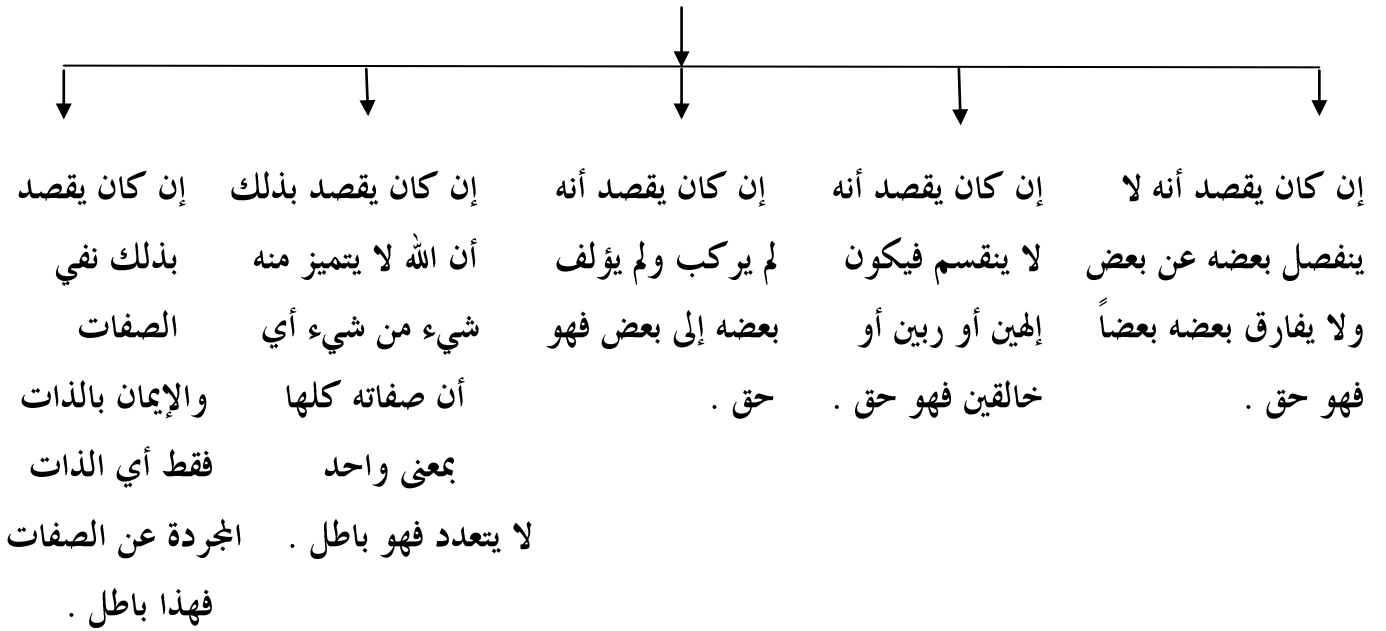 إن كان يقصد أنه لا
ينفصل بعضه عن بعض
ولا يفارق بعضه بعضاً
فهو حق .
إن كان يقصد أنه
لا ينقسم فيكون
إلهين أو ربين أو
خالقين فهو حق .
إن كان يقصد أنه
لم يركب ولم يؤلف
بعضه إلى بعض فهو
حق .
إن كان يقصد بذلك
أن الله لا يتميز منه
شيء من شيء أي
أن صفاته كلها
بمعنى واحد
لا يتعدد فهو باطل .
إن كان يقصد
بذلك نفي
الصفات
والإيمان بالذات
فقط أي الذات
المجردة عن الصفات
فهذا باطل .